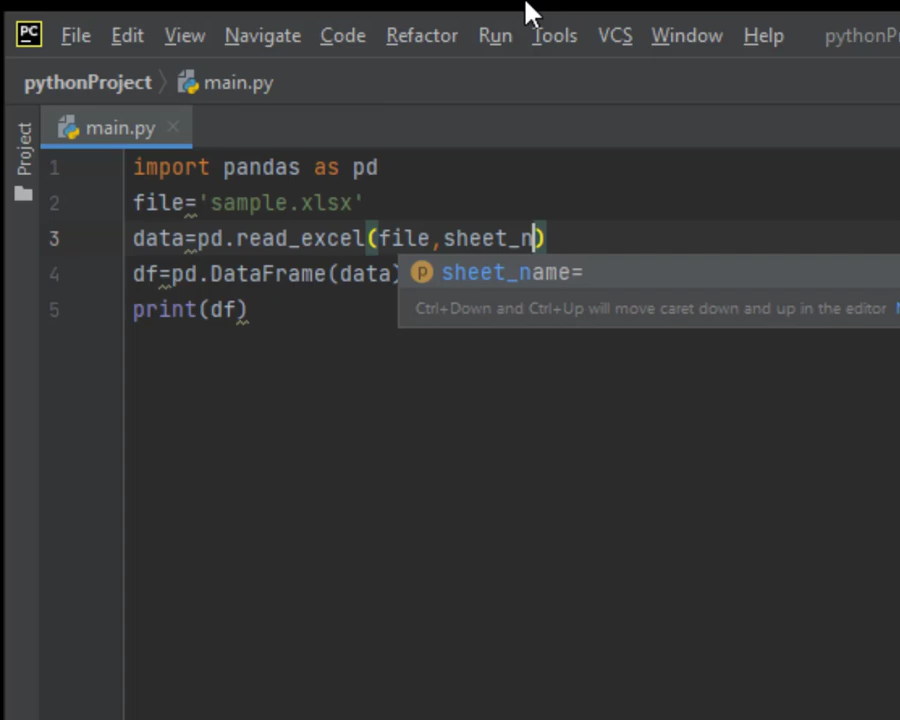 PC File Edit View Navigate Code Refactor Run Tools VCS Window Help
pythonProject main.py
main.py
Project
1 import pandas as pd
2 file='sample.xlsx'
3 data=pd.read_excel(file,sheet_n)
sheet_name=
4 df=pd.DataFrame(data)
Ctrl+Down and Ctrl+Up will move caret down and up in the editor
5 print(df)